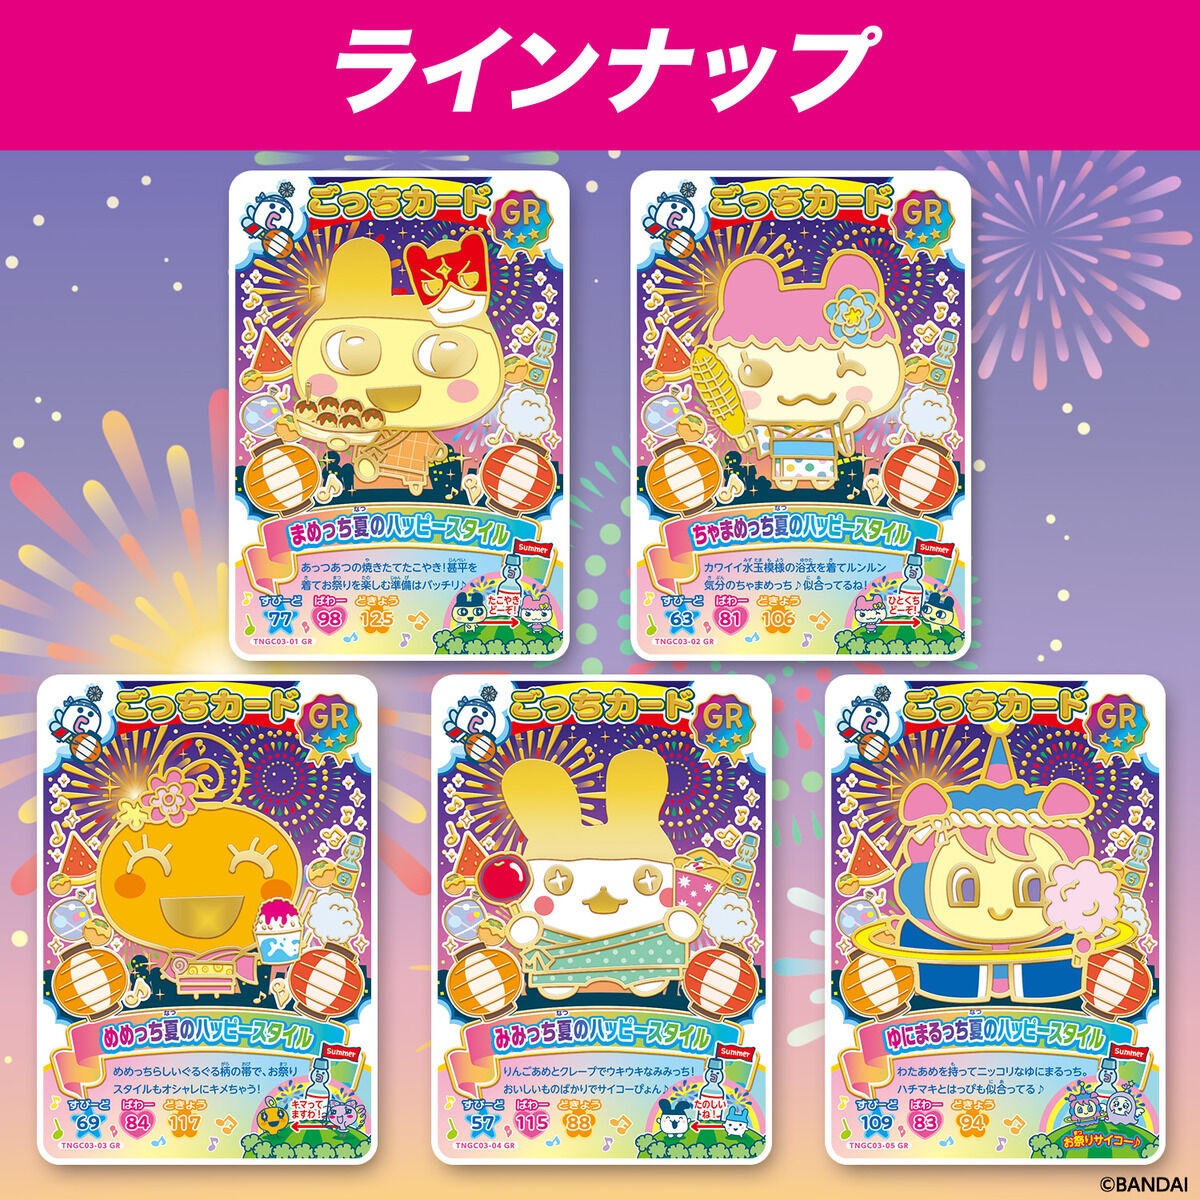 ラインナップ
ごっちカード
GR
まめっち夏のハッピースタイル
なつ
Summer
あっつあつの焼きたてたこやき!甚平を
着てお祭りを楽しむ準備はバッチリ♪
すぴーど ぱわー どきょう
77 98 125
たこやき
どーぞ!
TNGC03-01 GR
ごっちカード
GR
ちゃまめっち夏のハッピースタイル
なつ
Summer
カワイイ水玉模様の浴衣を着てルンルン
気分のちゃまめっち♪似合ってるね!
すぴーど ぱわー どきょう
63 81 106
ひとくち
どーぞ!
TNGC03-02 GR
ごっちカード
GR
めめっち夏のハッピースタイル
なつ
Summer
めめっちらしいぐるぐる柄の帯で、お祭り
スタイルもオシャレにキメちゃう!
すぴーど ぱわー どきょう
69 84 117
キマって
ますわ!
TNGC03-03 GR
ごっちカード
GR
みみっち夏のハッピースタイル
なつ
Summer
りんごあめとクレープでウキウキなみみっち!
おいしいものばかりでサイコーぴょん♪
すぴーど ぱわー どきょう
57 115 88
たのしい
ね!
TNGC03-04 GR
ごっちカード
GR
ゆにまるっち夏のハッピースタイル
なつ
Summer
わたあめを持ってニッコリなゆにまるっち。
ハチマキとはっぴも似合ってる♪
すぴーど ぱわー どきょう
109 83 94
お祭りサイコー♪
TNGC03-05 GR
©BANDAI